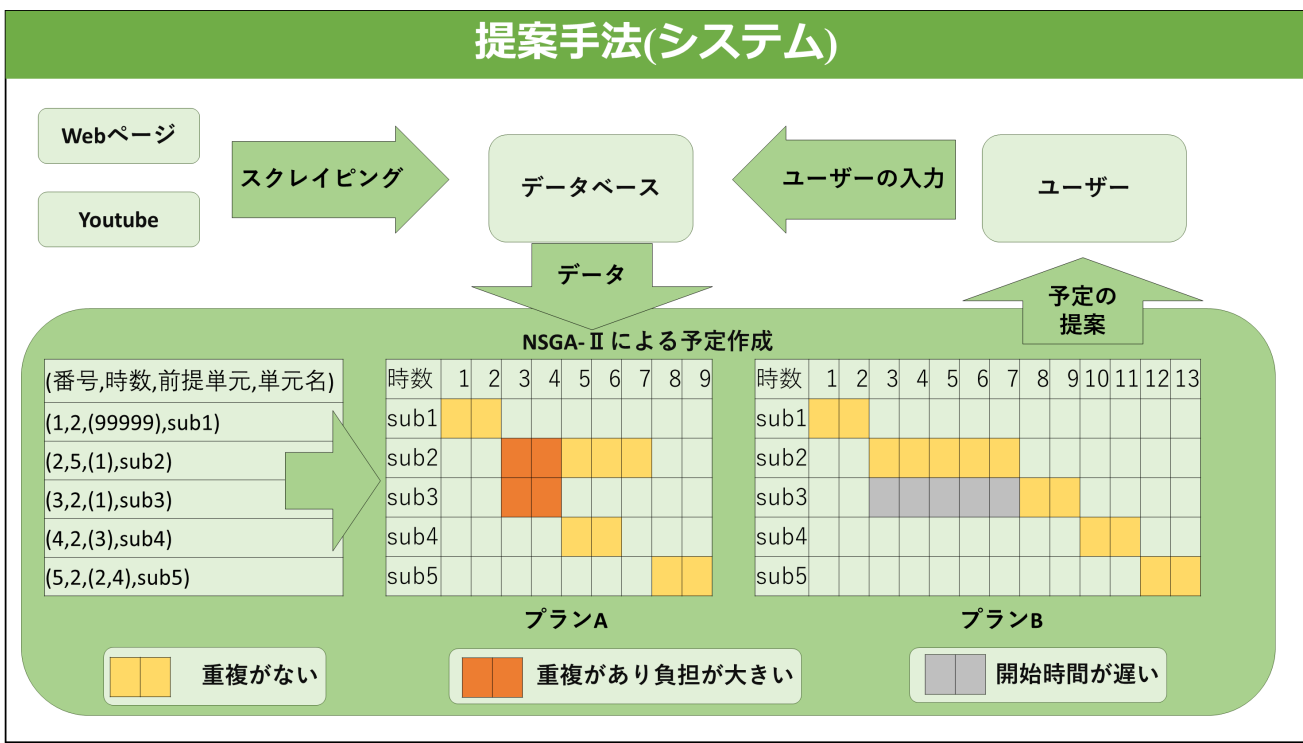 提案手法(システム)
Webページ
Youtube
スクレイピング
データベース
ユーザーの入力
ユーザー
データ
予定の
提案
NSGA-Ⅱによる予定作成
(番号,時数,前提単元,単元名)
(1,2,(99999),sub1)
(2,5,(1),sub2)
(3,2,(1),sub3)
(4,2,(3),sub4)
(5,2,(2,4),sub5)
時数 1 2 3 4 5 6 7 8 9
sub1
sub2
sub3
sub4
sub5
プランA
時数 1 2 3 4 5 6 7 8 9 10 11 12 13
sub1
sub2
sub3
sub4
sub5
プランB
重複がない
重複があり負担が大きい
開始時間が遅い